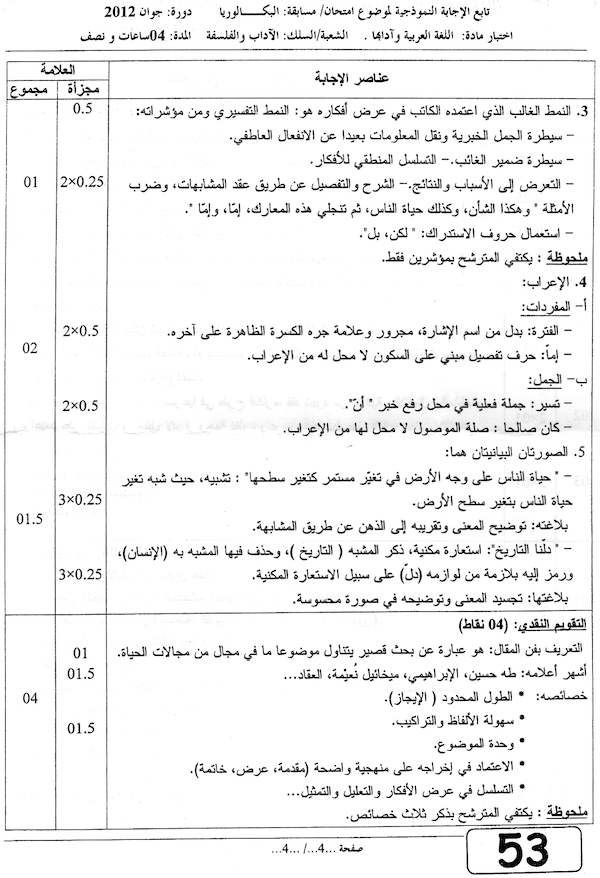 تابع الإجابة النموذجية لموضوع امتحان/ مسابقة: البكالوريا دورة: جوان 2012
اختبار مادة: اللغة العربية وآدابها . الشعبة/السلك: الآداب والفلسفة المدة: 04ساعات و نصف
عناصر الإجابة العلامة
مجزأة مجموع
3. النمط الغالب الذي اعتمده الكاتب في عرض أفكاره هو: النمط التفسيري ومن مؤشراته: 0.5
– سيطرة الجمل الخبرية ونقل المعلومات بعيدا عن الانفعال العاطفي.
– سيطرة ضمير الغائب.– التسلسل المنطقي للأفكار.
– التعرض إلى الأسباب والنتائج.– الشرح والتفصيل عن طريق عقد المشابهات، وضرب 2×0.25 01
الأمثلة " وهكذا الشأن، وكذلك حياة الناس، ثم تنجلي هذه المعارك، إمّا، وإمّا ".
– استعمال حروف الاستدراك: " لكن، بل".
ملحوظة : يكتفي المترشح بمؤشرين فقط.
4. الإعراب:
أ– المفردات:
– الفترة: بدل من اسم الإشارة، مجرور وعلامة جره الكسرة الظاهرة على آخره. 2×0.5
– إمّا: حرف تفصيل مبني على السكون لا محل له من الإعراب. 02
ب– الجمل:
– تسير: جملة فعلية في محل رفع خبر " أنّ". 2×0.5
– كان صالحا : صلة الموصول لا محل لها من الإعراب.
5. الصورتان البيانيتان هما:
– " حياة الناس على وجه الأرض في تغيّر مستمر كتغير سطحها" : تشبيه، حيث شبه تغير
حياة الناس بتغير سطح الأرض. 3×0.25
بلاغته: توضيح المعنى وتقريبه إلى الذهن عن طريق المشابهة. 01.5
– " دلّنا التاريخ": استعارة مكنية، ذكر المشبه ( التاريخ )، وحذف فيها المشبه به (الإنسان)،
ورمز إليه بلازمة من لوازمه (دلّ) على سبيل الاستعارة المكنية. 3×0.25
بلاغتها: تجسيد المعنى وتوضيحه في صورة محسوسة.
التقويم النقدي: (04 نقاط)
التعريف بفن المقال: هو عبارة عن بحث قصير يتناول موضوعا ما في مجال من مجالات الحياة. 01
أشهر أعلامه: طه حسين، الإبراهيمي، ميخائيل نُعيْمة، العقاد... 01.5
خصائصه: • الطول المحدود ( الإيجاز). 04
• سهولة الألفاظ والتراكيب. 01.5
• وحدة الموضوع.
• الاعتماد في إخراجه على منهجية واضحة (مقدمة، عرض، خاتمة).
• التسلسل في عرض الأفكار والتعليل والتمثيل...
ملحوظة : يكتفي المترشح بذكر ثلاث خصائص.
صفحة ...4.../ ...4...
53